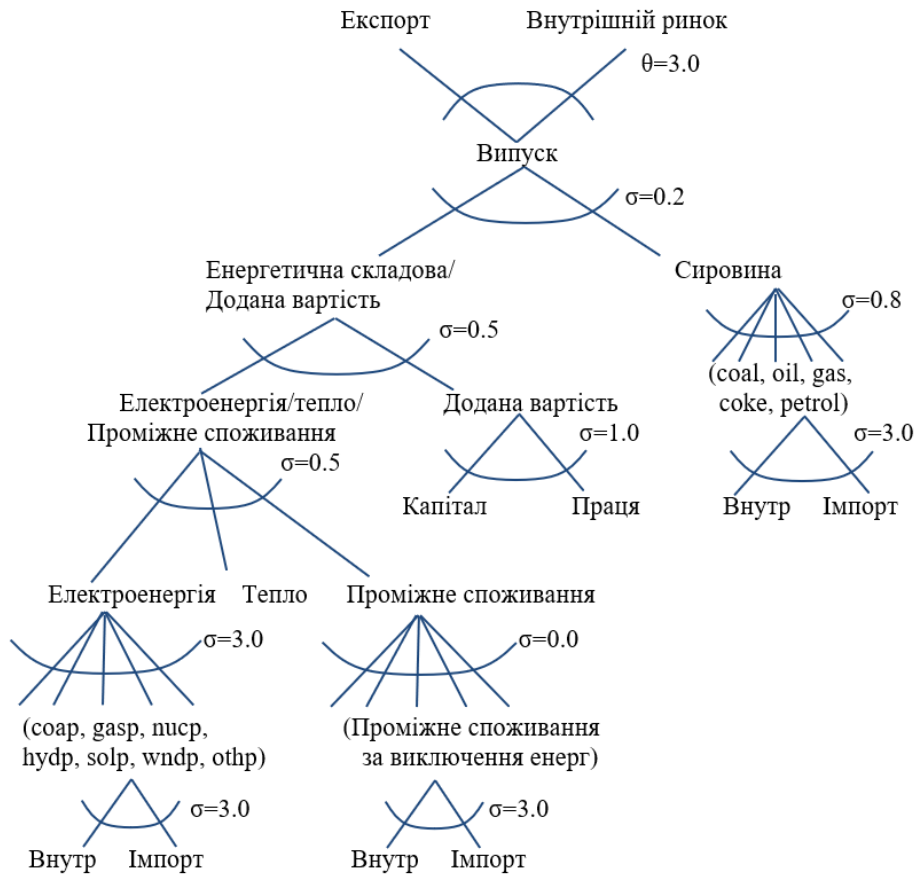 Експорт
Внутрішній ринок
θ=3.0
Випуск
σ=0.2
Енергетична складова/
Додана вартість
Сировина
σ=0.8
σ=0.5
(coal, oil, gas,
coke, petrol)
Електроенергія/тепло/
Проміжне споживання
Додана вартість
σ=1.0
σ=3.0
σ=0.5
Капітал
Праця
Внутр
Імпорт
Електроенергія
Тепло
Проміжне споживання
σ=3.0
σ=0.0
(coap, gasp, nucp,
hydp, solp, wndp, othp)
(Проміжне споживання
за виключення енерг)
σ=3.0
σ=3.0
Внутр
Імпорт
Внутр
Імпорт